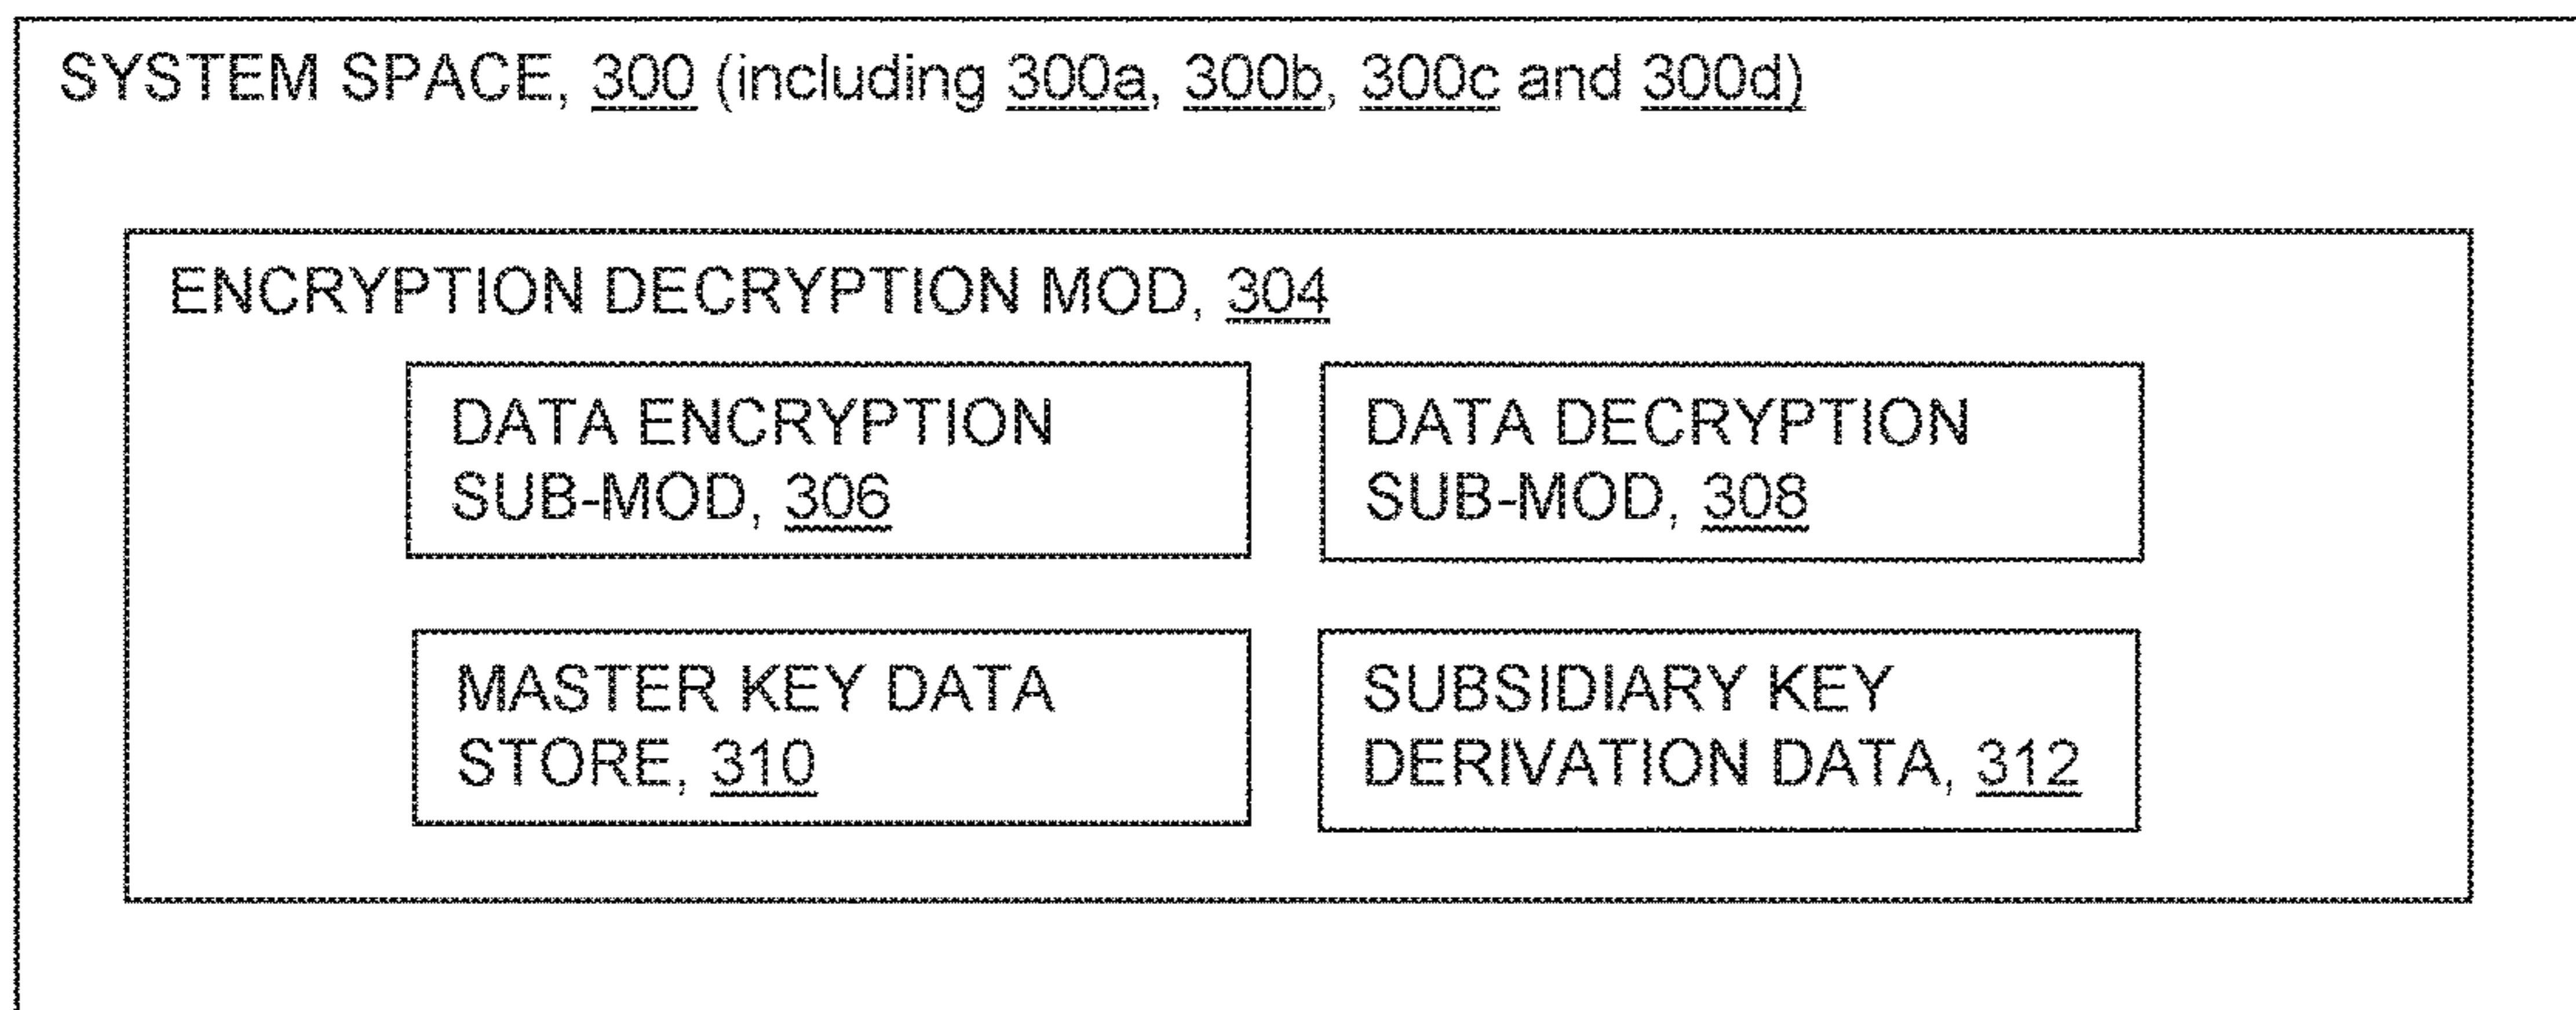 SYSTEM SPACE, 300 (including 300a, 300b, 300c and 300d)
ENCRYPTION DECRYPTION MOD, 304
DATA ENCRYPTION
SUB-MOD, 306
DATA DECRYPTION
SUB-MOD, 308
MASTER KEY DATA
STORE, 310
SUBSIDIARY KEY
DERIVATION DATA, 312